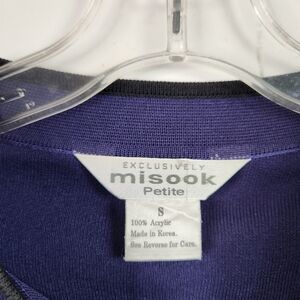 EXCLUSIVELY
misook
Petite
S
100% Acrylic
Made in Korea.
See Reverse for Care.